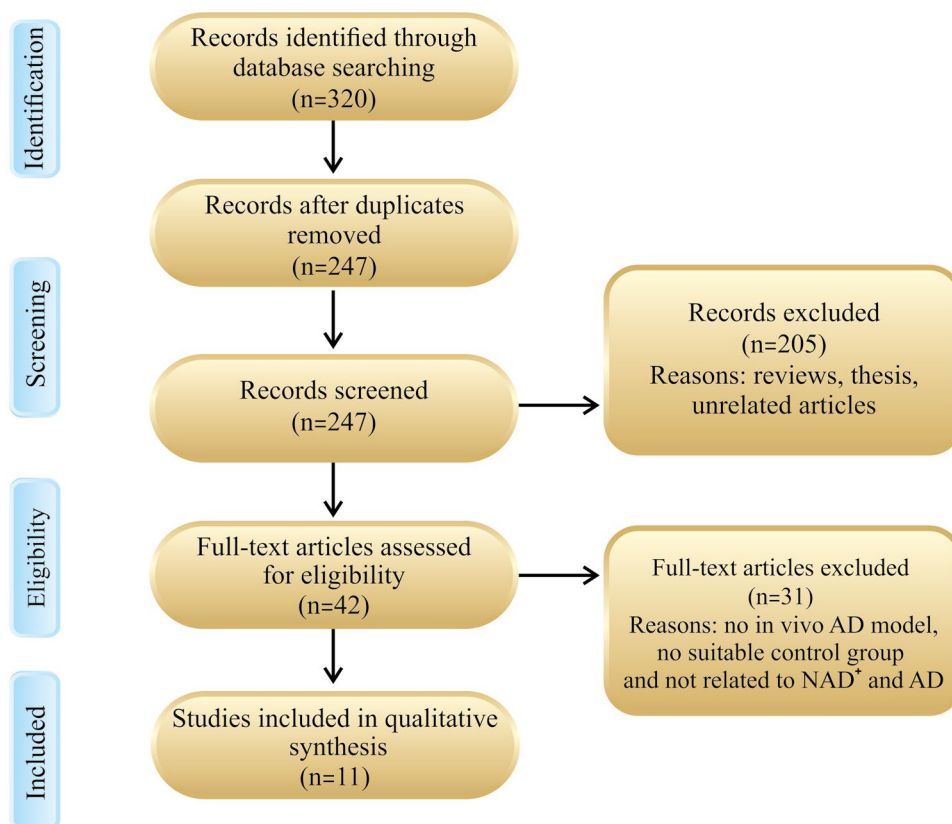 Identification
Records identified through
database searching
(n=320)
Records after duplicates
removed
(n=247)
Screening
Records screened
(n=247)
Records excluded
(n=205)
Reasons: reviews, thesis,
unrelated articles
Eligibility
Full-text articles assessed
for eligibility
(n=42)
Full-text articles excluded
(n=31)
Reasons: no in vivo AD model,
no suitable control group
and not related to NAD⁺ and AD
Included
Studies included in qualitative
synthesis
(n=11)